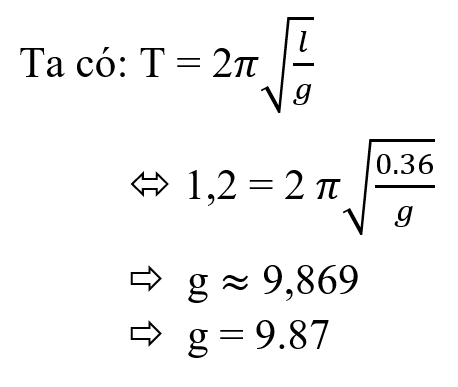 Ta có: T = 2π√(l/g)
⇔ 1,2 = 2 π√(0.36/g)
⇨ g ≈ 9,869
⇨ g = 9.87